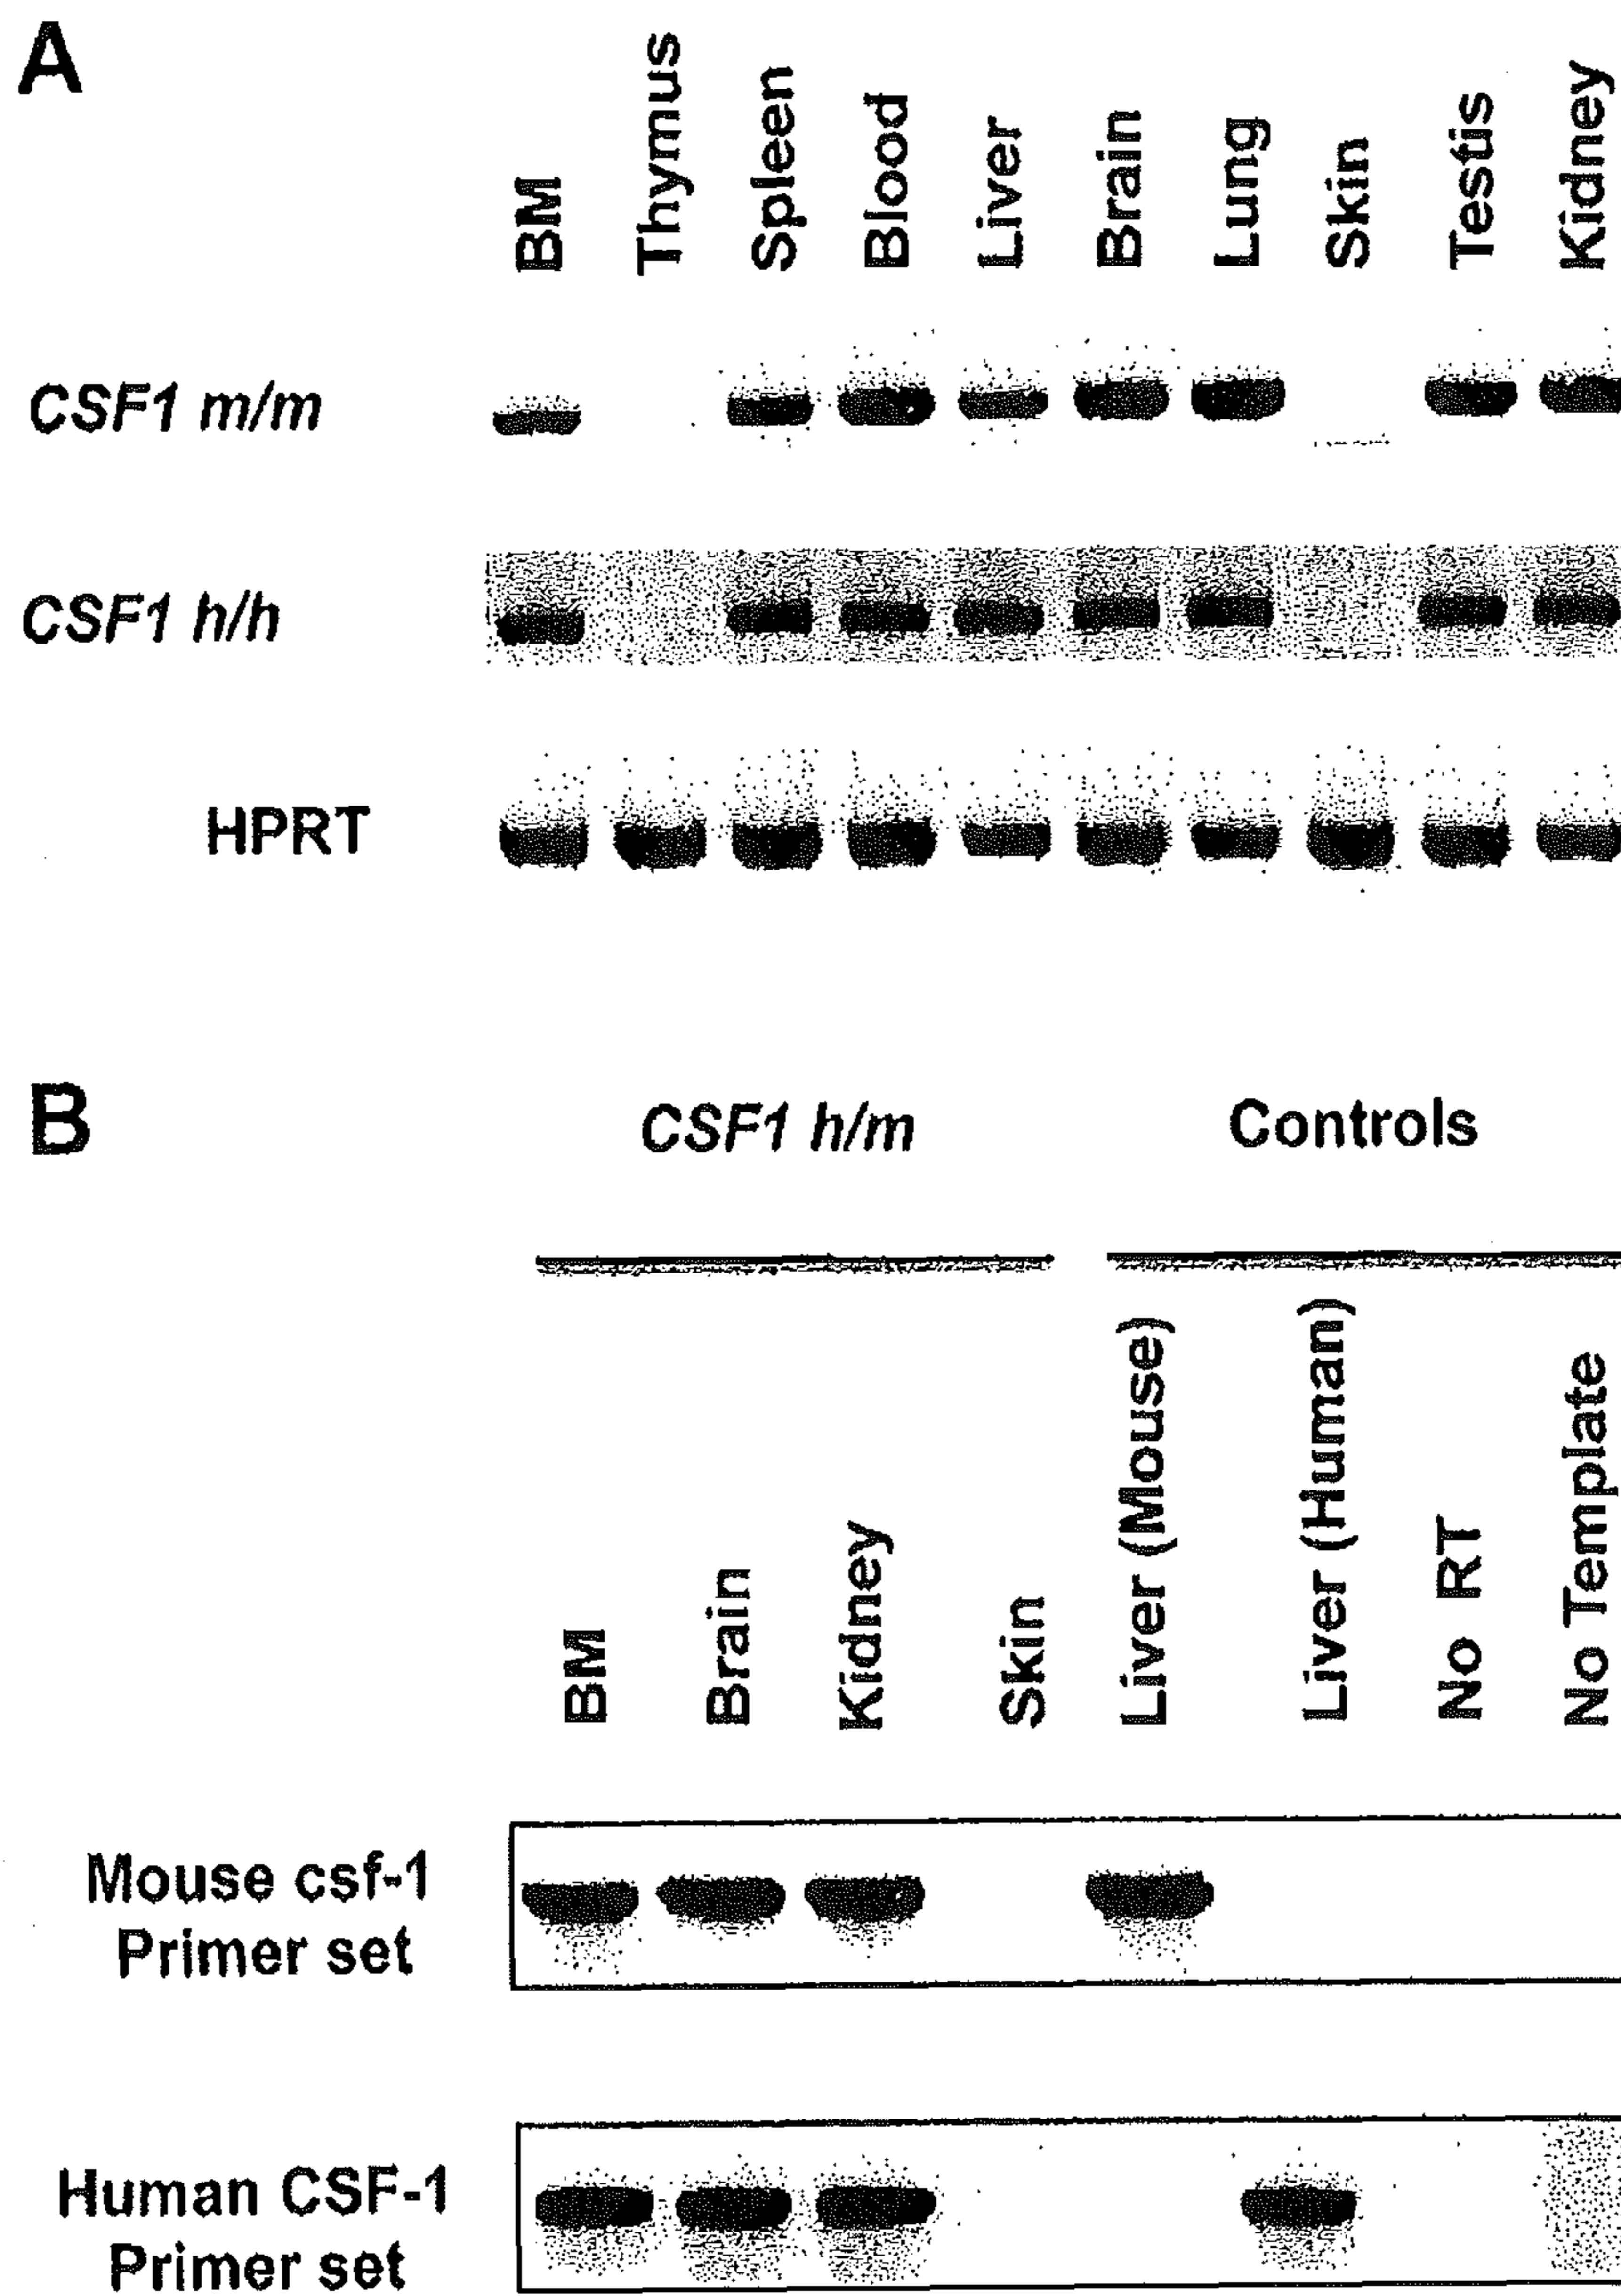 A
BM Thymus Spleen Blood Liver Brain Lung Skin Testis Kidney
CSF1 m/m
CSF1 h/h
HPRT
B
CSF1 h/m Controls
BM Brain Kidney Skin Liver (Mouse) Liver (Human) No RT No Template
Mouse csf-1
Primer set
Human CSF-1
Primer set